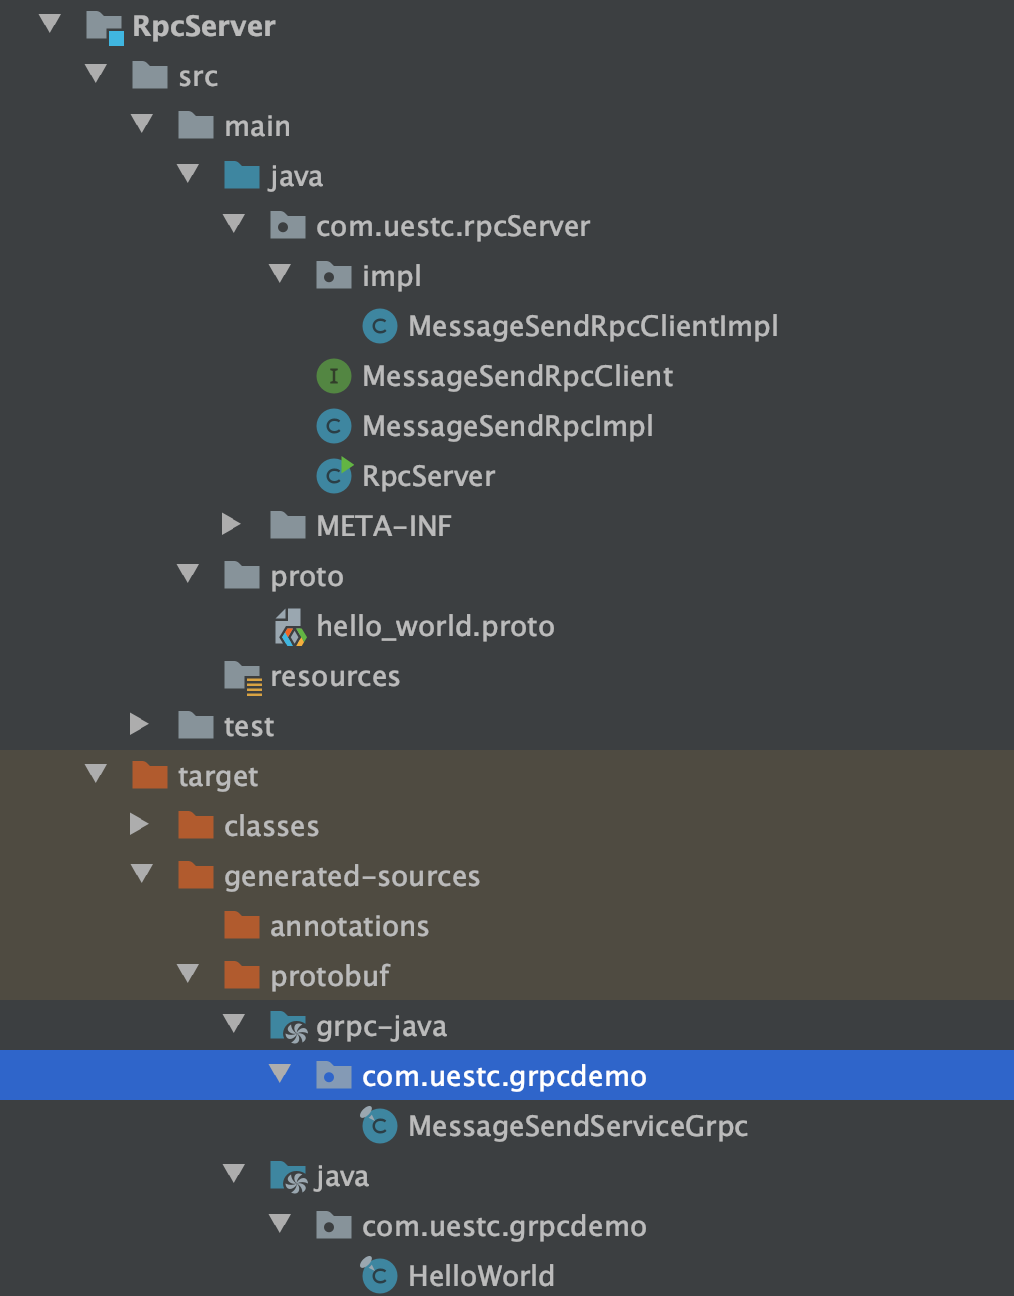 RpcServer
src
main
java
com.uestc.rpcServer
impl
MessageSendRpcClientImpl
MessageSendRpcClient
MessageSendRpcImpl
RpcServer
META-INF
proto
hello_world.proto
resources
test
target
classes
generated-sources
annotations
protobuf
grpc-java
com.uestc.grpcdemo
MessageSendServiceGrpc
java
com.uestc.grpcdemo
HelloWorld